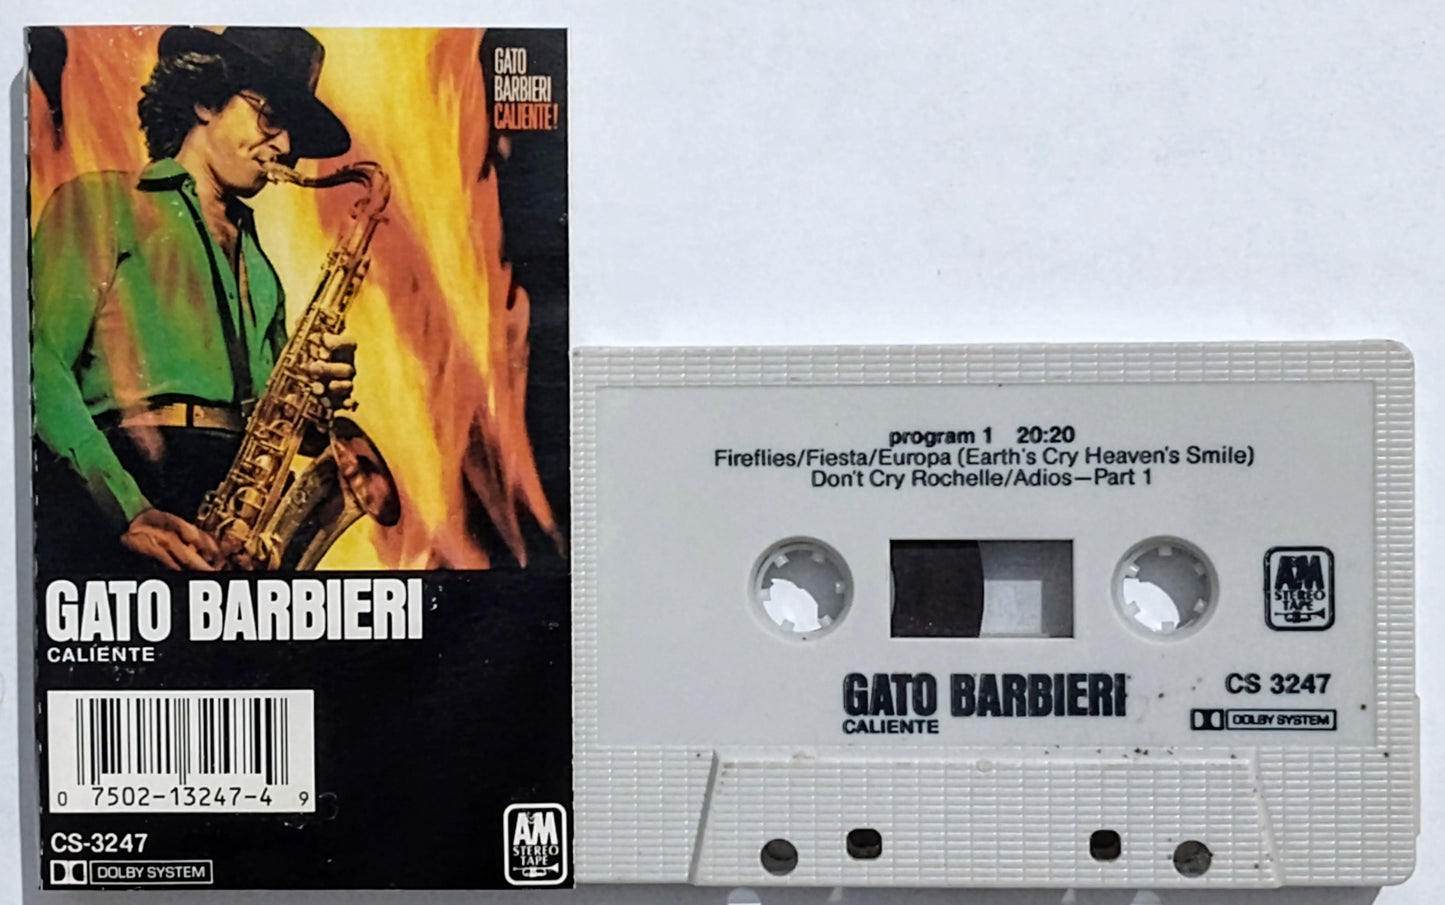 GATO
BARBIERI
CALIENTE!
GATO BARBIERI
CALIENTE
0 7502-13247-4 9
CS-3247
DOLBY SYSTEM
A&M
STEREO
TAPE
program 1 20:20
Fireflies/Fiesta/Europa (Earth's Cry Heaven's Smile)
Don't Cry Rochelle/Adios—Part 1
A&M
STEREO
TAPE
GATO BARBIERI
CALIENTE
CS 3247
DOLBY SYSTEM